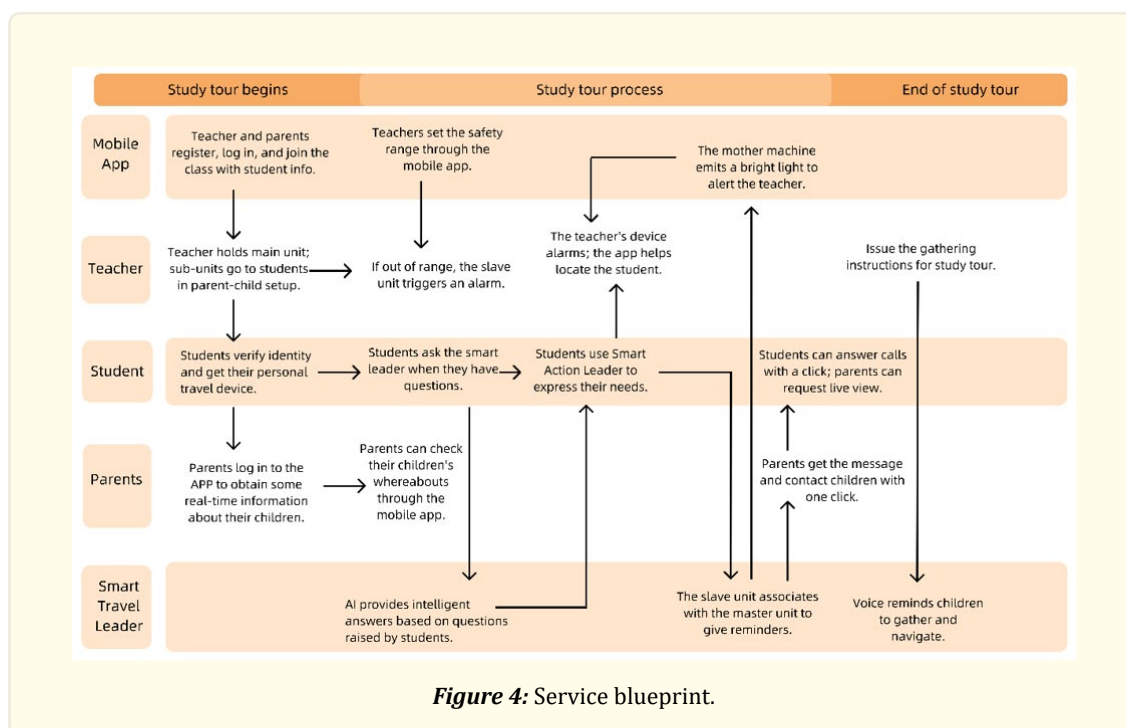 Study tour begins
Study tour process
End of study tour
Mobile
App
Teacher and parents
register, log in, and join the
class with student info.
Teachers set the safety
range through the
mobile app.
The mother machine
emits a bright light to
alert the teacher.
Teacher
Teacher holds main unit;
sub-units go to students
in parent-child setup.
If out of range, the slave
unit triggers an alarm.
The teacher's device
alarms; the app helps
locate the student.
Issue the gathering
instructions for study tour.
Student
Students verify identity
and get their personal
travel device.
Students ask the smart
leader when they have
questions.
Students use Smart
Action Leader to
express their needs.
Students can answer calls
with a click; parents can
request live view.
Parents
Parents log in to the
APP to obtain some
real-time information
about their children.
Parents can check
their children's
whereabouts
through the
mobile app.
Parents get the message
and contact children with
one click.
Smart
Travel
Leader
AI provides intelligent
answers based on questions
raised by students.
The slave unit associates
with the master unit to
give reminders.
Voice reminds children
to gather and
navigate.
Figure 4: Service blueprint.